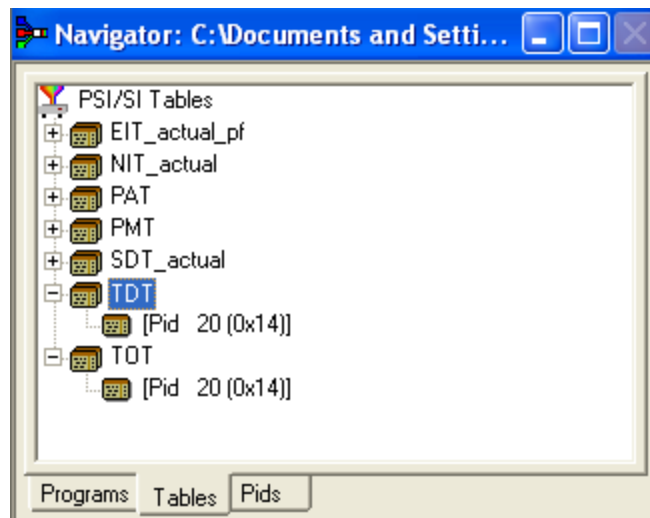 Navigator: C:\Documents and Setti...
PSI/SI Tables
EIT_actual_pf
NIT_actual
PAT
PMT
SDT_actual
TDT
[Pid 20 (0x14)]
TOT
[Pid 20 (0x14)]
Programs Tables Pids